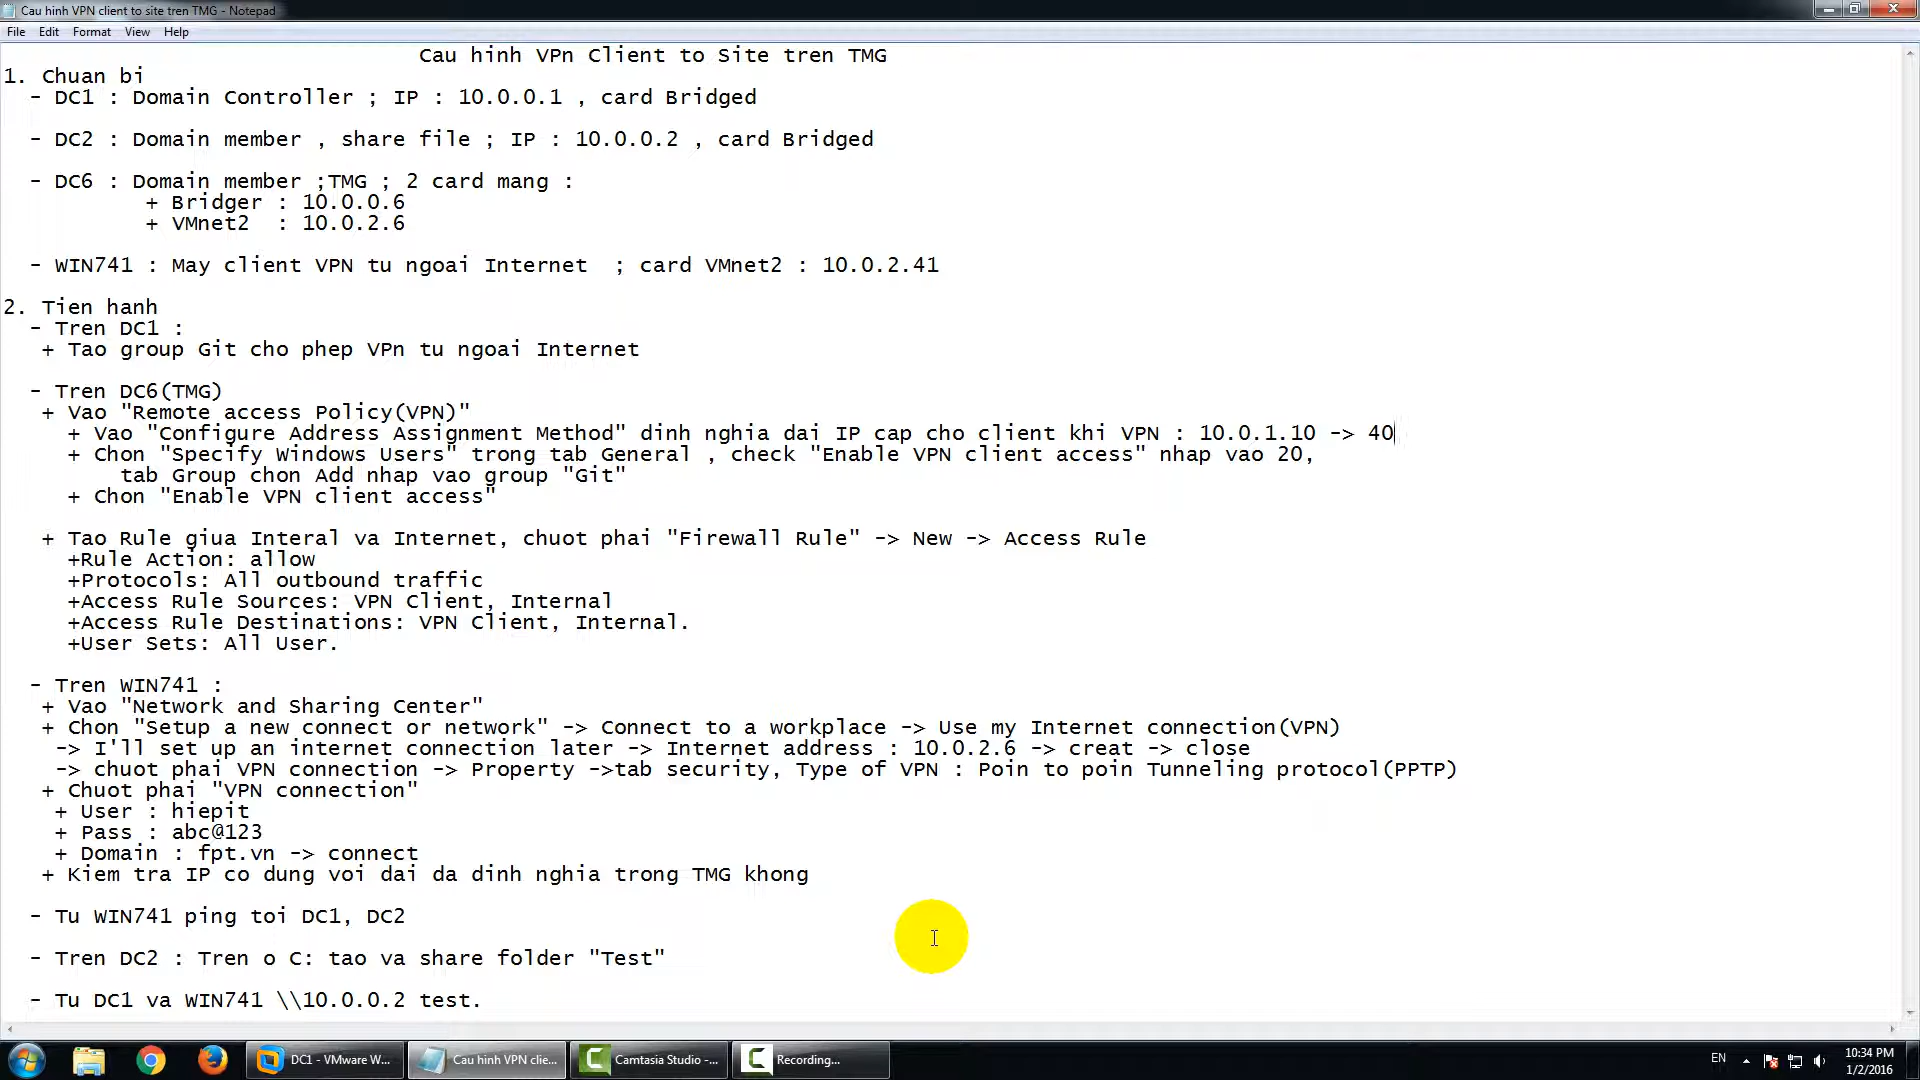 Cau hinh VPN client to site tren TMG - Notepad
File Edit Format View Help
Cau hinh VPn Client to Site tren TMG
1. Chuan bi
- DC1 : Domain Controller ; IP : 10.0.0.1 , card Bridged
- DC2 : Domain member , share file ; IP : 10.0.0.2 , card Bridged
- DC6 : Domain member ;TMG ; 2 card mang :
+ Bridger : 10.0.0.6
+ VMnet2 : 10.0.2.6
- WIN741 : May client VPN tu ngoai Internet ; card VMnet2 : 10.0.2.41
2. Tien hanh
- Tren DC1 :
+ Tao group Git cho phep VPn tu ngoai Internet
- Tren DC6(TMG)
+ Vao "Remote access Policy(VPN)"
+ Vao "Configure Address Assignment Method" dinh nghia dai IP cap cho client khi VPN : 10.0.1.10 -> 40
+ Chon "Specify Windows Users" trong tab General , check "Enable VPN client access" nhap vao 20,
tab Group chon Add nhap vao group "Git"
+ Chon "Enable VPN client access"
+ Tao Rule giua Interal va Internet, chuot phai "Firewall Rule" -> New -> Access Rule
+Rule Action: allow
+Protocols: All outbound traffic
+Access Rule Sources: VPN Client, Internal
+Access Rule Destinations: VPN Client, Internal.
+User Sets: All User.
- Tren WIN741 :
+ Vao "Network and Sharing Center"
+ Chon "Setup a new connect or network" -> Connect to a workplace -> Use my Internet connection(VPN)
-> I'll set up an internet connection later -> Internet address : 10.0.2.6 -> creat -> close
-> chuot phai VPN connection -> Property ->tab security, Type of VPN : Poin to poin Tunneling protocol(PPTP)
+ Chuot phai "VPN connection"
+ User : hiepit
+ Pass : abc@123
+ Domain : fpt.vn -> connect
+ Kiem tra IP co dung voi dai da dinh nghia trong TMG khong
- Tu WIN741 ping toi DC1, DC2
- Tren DC2 : Tren o C: tao va share folder "Test"
- Tu DC1 va WIN741 \\10.0.0.2 test.
DC1 - VMware W...
Cau hinh VPN clie...
Camtasia Studio -...
Recording...
EN
10:34 PM
1/2/2016